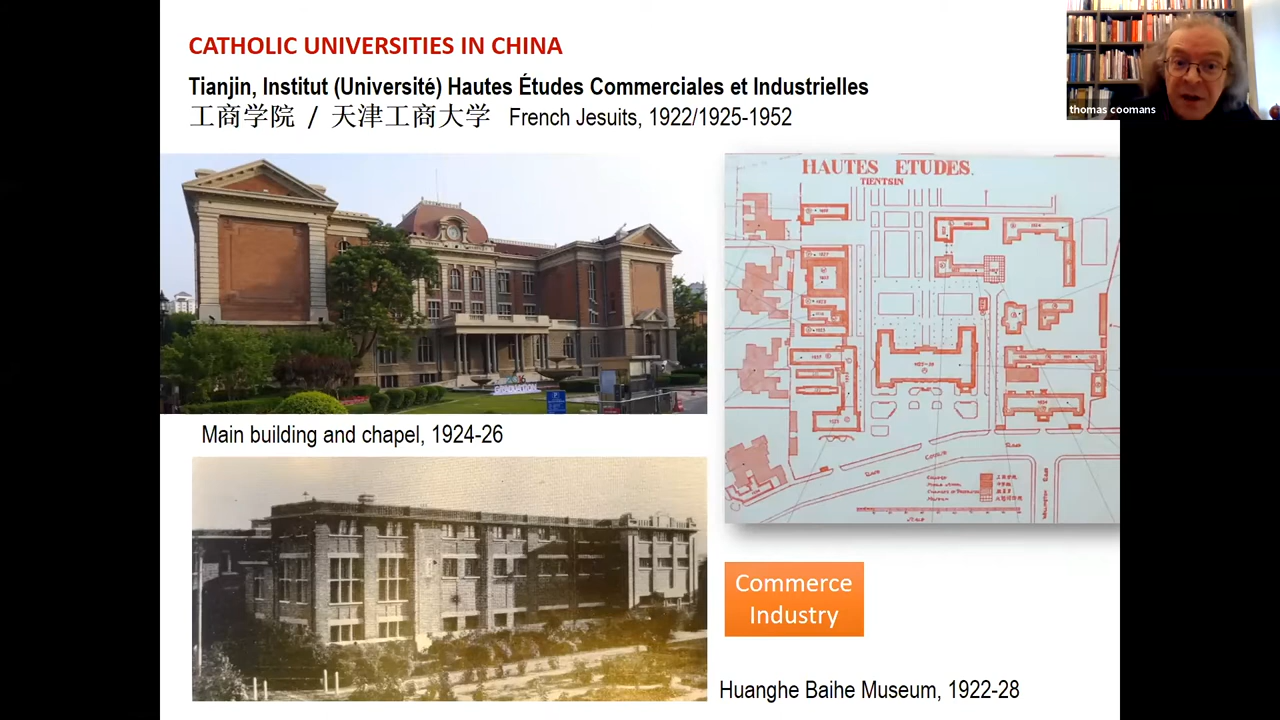 CATHOLIC UNIVERSITIES IN CHINA
Tianjin, Institut (Université) Hautes Études Commerciales et Industrielles
工商学院 / 天津工商大学 French Jesuits, 1922/1925-1952
thomas coomans
HAUTES ETUDES.
TIENTSIN
Main building and chapel, 1924-26
Commerce
Industry
Huanghe Baihe Museum, 1922-28